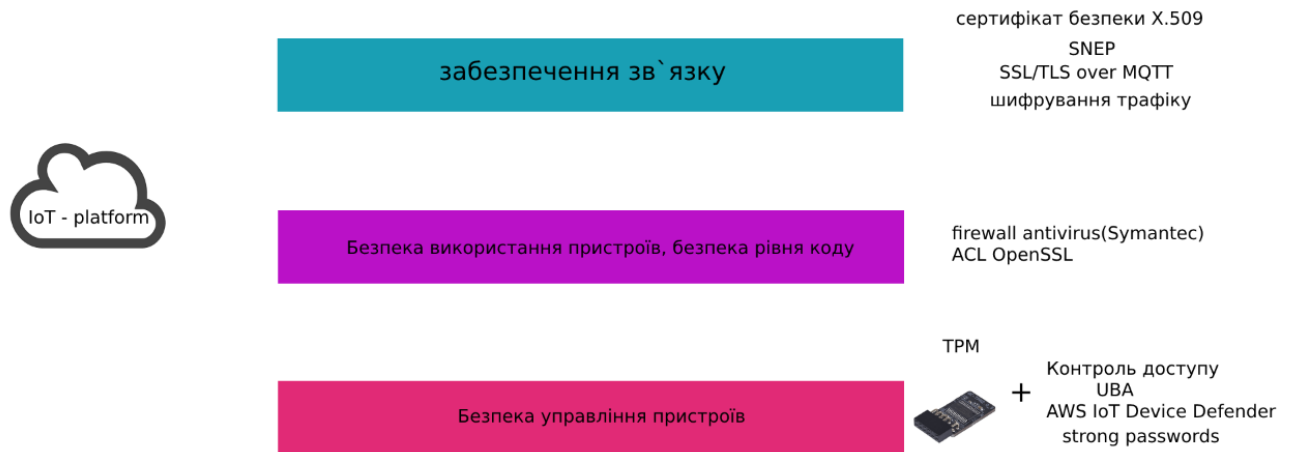 сертифікат безпеки X.509
SNEP
SSL/TLS over MQTT
шифрування трафіку
забезпечення зв`язку
IoT - platform
Безпека використання пристроїв, безпека рівня коду
firewall antivirus(Symantec)
ACL OpenSSL
TPM
+
Контроль доступу
UBA
AWS IoT Device Defender
strong passwords
Безпека управління пристроїв